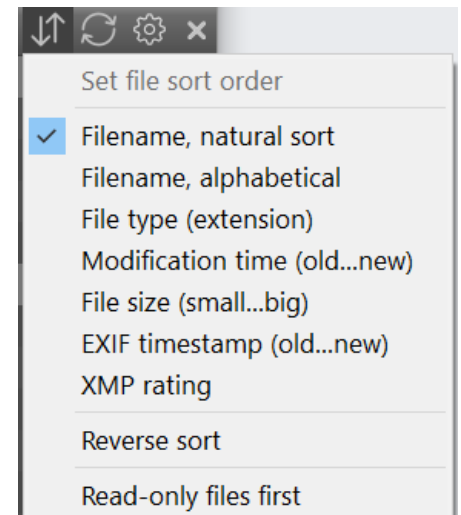 Set file sort order
Filename, natural sort
Filename, alphabetical
File type (extension)
Modification time (old...new)
File size (small...big)
EXIF timestamp (old...new)
XMP rating
Reverse sort
Read-only files first